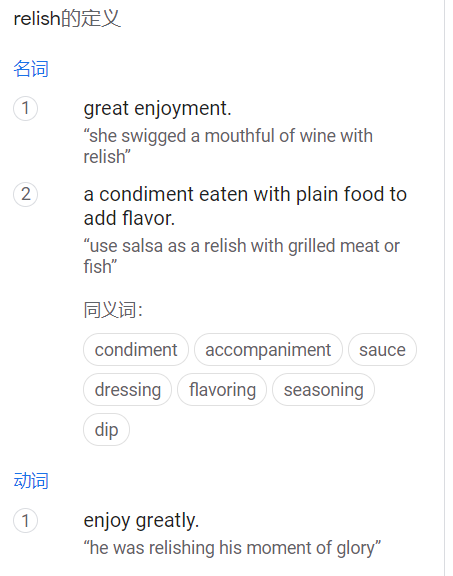 relish的定义
名词
1
great enjoyment.
“she swigged a mouthful of wine with
relish”
2
a condiment eaten with plain food to
add flavor.
“use salsa as a relish with grilled meat or
fish”
同义词：
condiment accompaniment sauce
dressing flavoring seasoning
dip
动词
1
enjoy greatly.
“he was relishing his moment of glory”